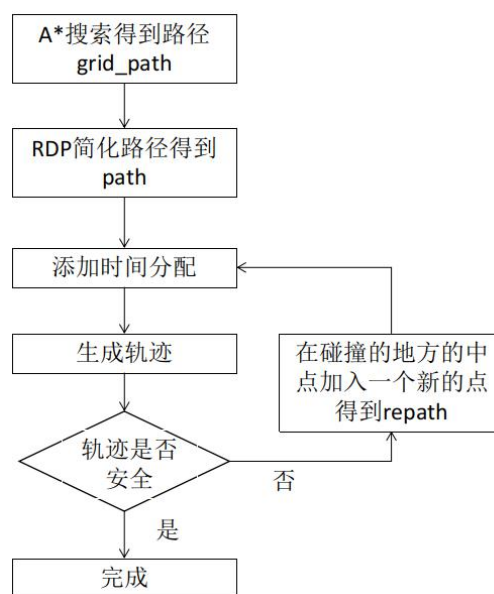 A*搜索得到路径
grid_path
RDP简化路径得到
path
添加时间分配
生成轨迹
在碰撞的地方的中
点加入一个新的点
得到repath
轨迹是否
安全
否
是
完成